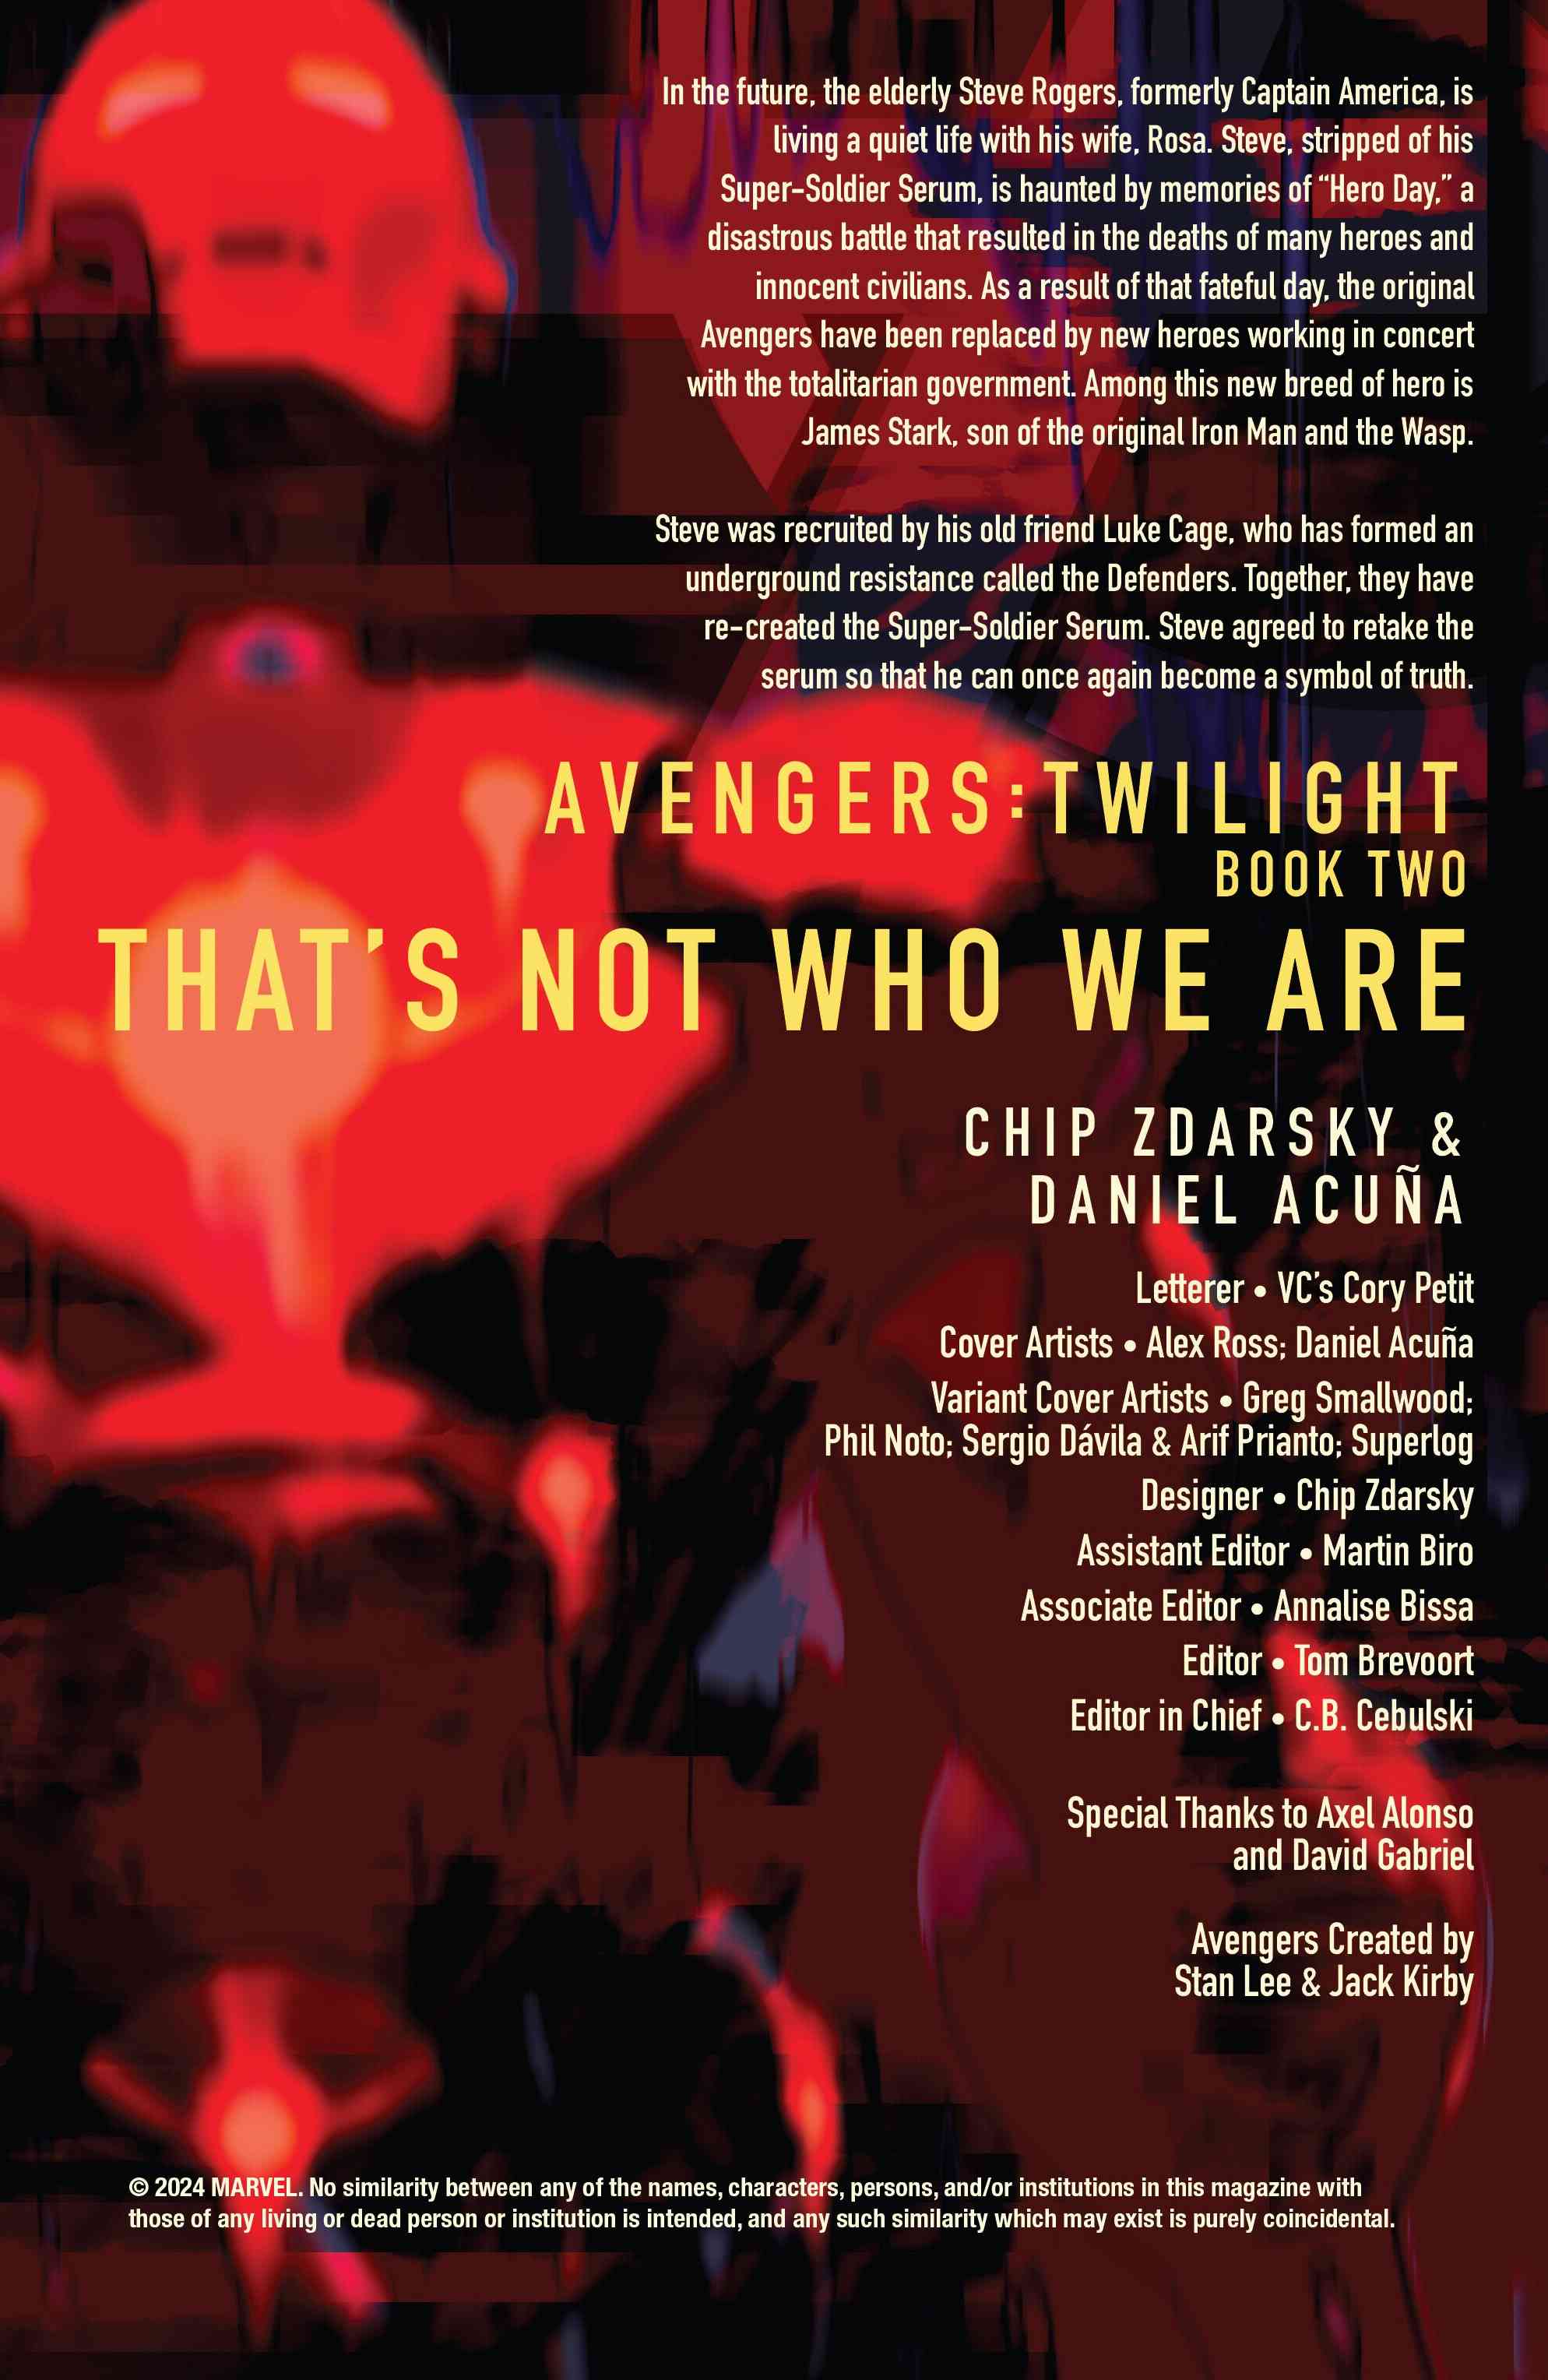 In the future, the elderly Steve Rogers, formerly Captain America, is
living a quiet life with his wife, Rosa. Steve, stripped of his
Super-Soldier Serum, is haunted by memories of “Hero Day,” a
disastrous battle that resulted in the deaths of many heroes and
innocent civilians. As a result of that fateful day, the original
Avengers have been replaced by new heroes working in concert
with the totalitarian government. Among this new breed of hero is
James Stark, son of the original Iron Man and the Wasp.
Steve was recruited by his old friend Luke Cage, who has formed an
underground resistance called the Defenders. Together, they have
re-created the Super-Soldier Serum. Steve agreed to retake the
serum so that he can once again become a symbol of truth.
AVENGERS:TWILIGHT
BOOK TWO
THAT’S NOT WHO WE ARE
CHIP ZDARSKY &
DANIEL ACUÑA
Letterer • VC’s Cory Petit
Cover Artists • Alex Ross; Daniel Acuña
Variant Cover Artists • Greg Smallwood;
Phil Noto; Sergio Dávila & Arif Prianto; Superlog
Designer • Chip Zdarsky
Assistant Editor • Martin Biro
Associate Editor • Annalise Bissa
Editor • Tom Brevoort
Editor in Chief • C.B. Cebulski
Special Thanks to Axel Alonso
and David Gabriel
Avengers Created by
Stan Lee & Jack Kirby
© 2024 MARVEL. No similarity between any of the names, characters, persons, and/or institutions in this magazine with
those of any living or dead person or institution is intended, and any such similarity which may exist is purely coincidental.